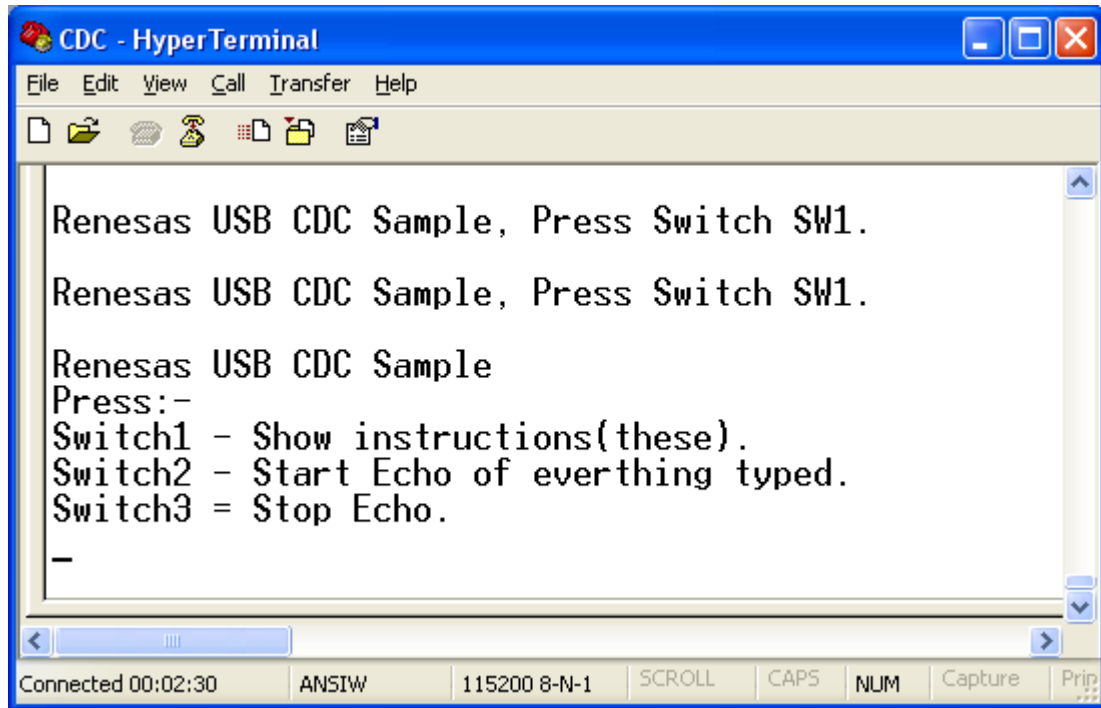 CDC - HyperTerminal
File Edit View Call Transfer Help
Renesas USB CDC Sample, Press Switch SW1.
Renesas USB CDC Sample, Press Switch SW1.
Renesas USB CDC Sample
Press:-
Switch1 - Show instructions(these).
Switch2 - Start Echo of everthing typed.
Switch3 = Stop Echo.
Connected 00:02:30 ANSIW 115200 8-N-1 SCROLL CAPS NUM Capture Prin